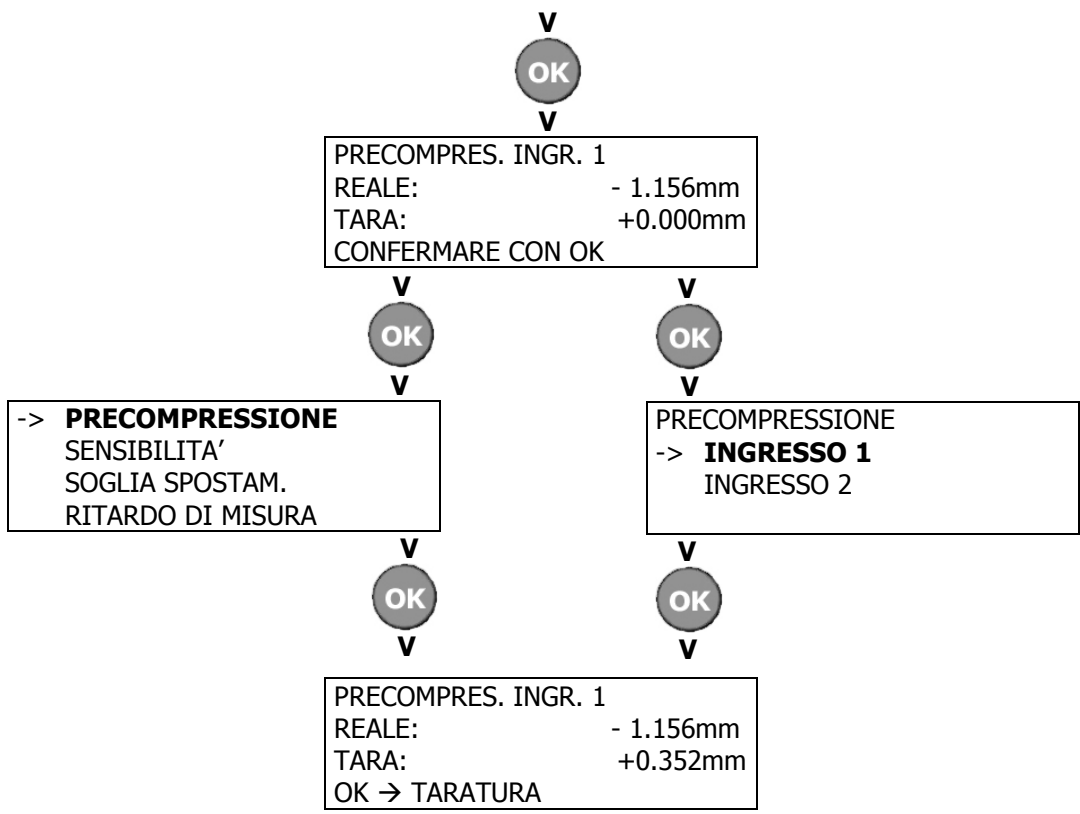 V
OK
V
PRECOMPRES. INGR. 1
REALE: - 1.156mm
TARA: +0.000mm
CONFERMARE CON OK
V V
OK OK
V V
-> PRECOMPRESSIONE
SENSIBILITA’
SOGLIA SPOSTAM.
RITARDO DI MISURA
PRECOMPRESSIONE
-> INGRESSO 1
INGRESSO 2
V V
OK OK
V V
PRECOMPRES. INGR. 1
REALE: - 1.156mm
TARA: +0.352mm
OK → TARATURA